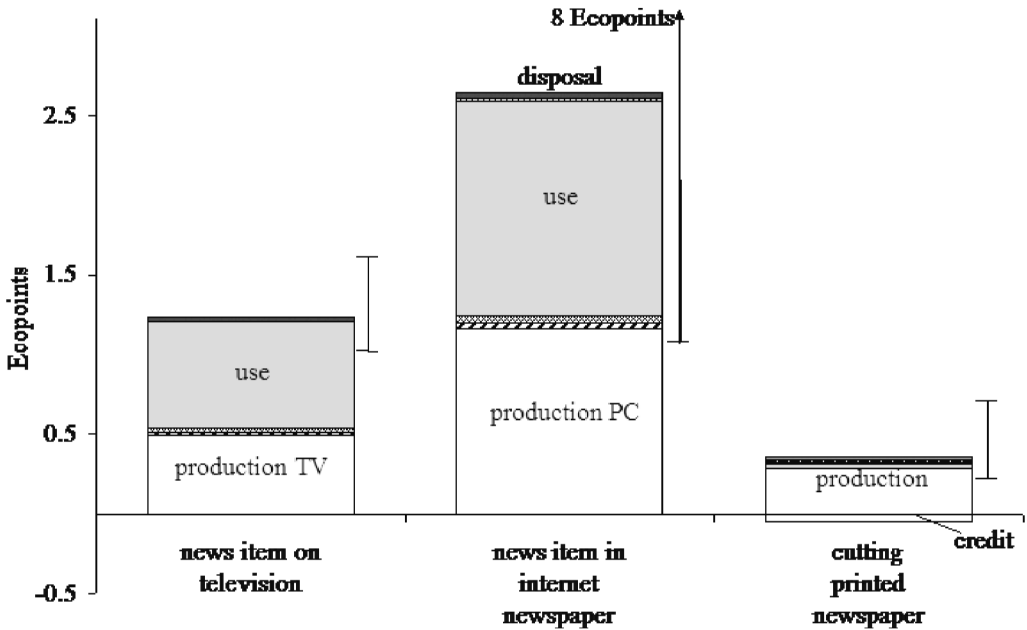 8 Ecopoints
disposal
2.5
use
1.5
Ecopoints
use
production PC
0.5
production TV
production
credit
news item on
television
news item in
internet
newspaper
cutting
printed
newspaper
-0.5